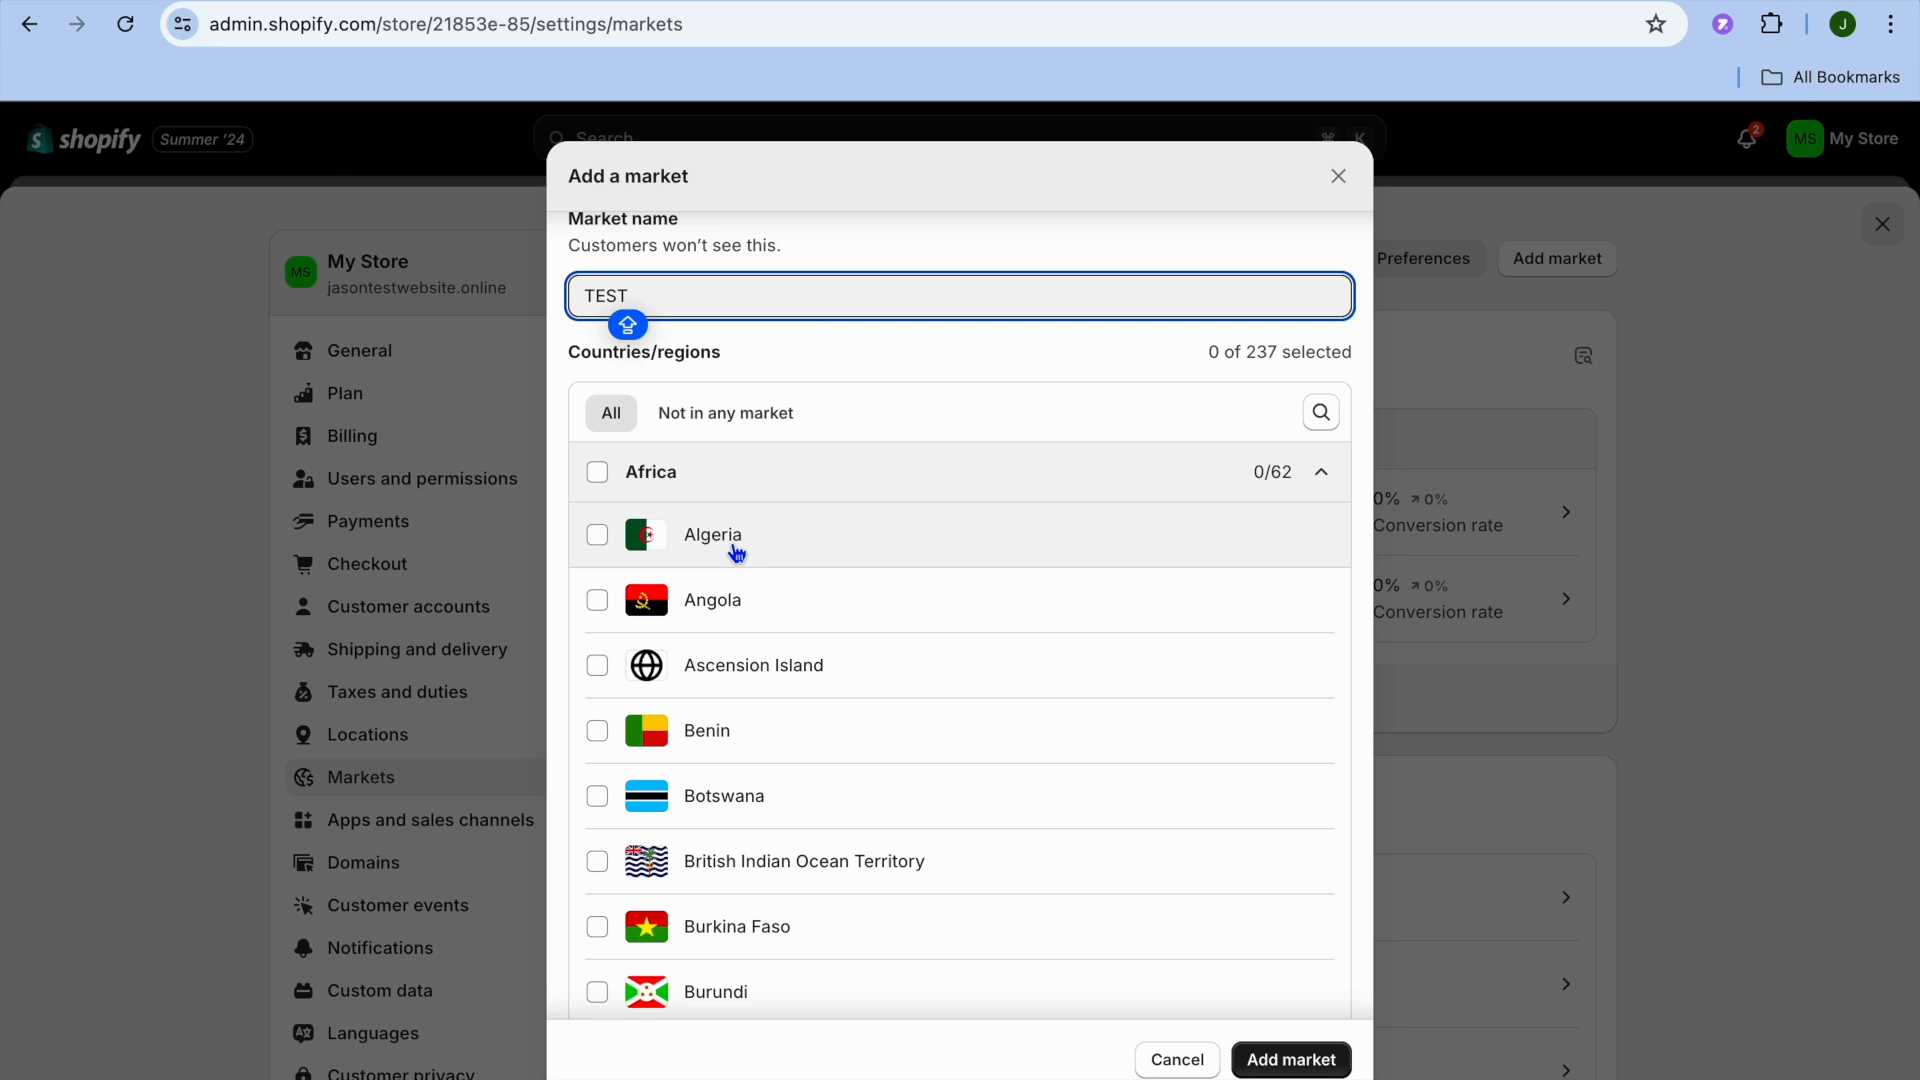 admin.shopify.com/store/21853e-85/settings/markets
J
All Bookmarks
shopify
Summer '24
Search
⌘ K
2
MS
My Store
Add a market
Market name
Customers won't see this.
TEST
Countries/regions
0 of 237 selected
All
Not in any market
Africa
0/62
Algeria
Angola
Ascension Island
Benin
Botswana
British Indian Ocean Territory
Burkina Faso
Burundi
Cancel
Add market
MS
My Store
jasontestwebsite.online
General
Plan
Billing
Users and permissions
Payments
Checkout
Customer accounts
Shipping and delivery
Taxes and duties
Locations
Markets
Apps and sales channels
Domains
Customer events
Notifications
Custom data
Languages
Customer privacy
Preferences
Add market
0% ↗ 0%
Conversion rate
0% ↗ 0%
Conversion rate